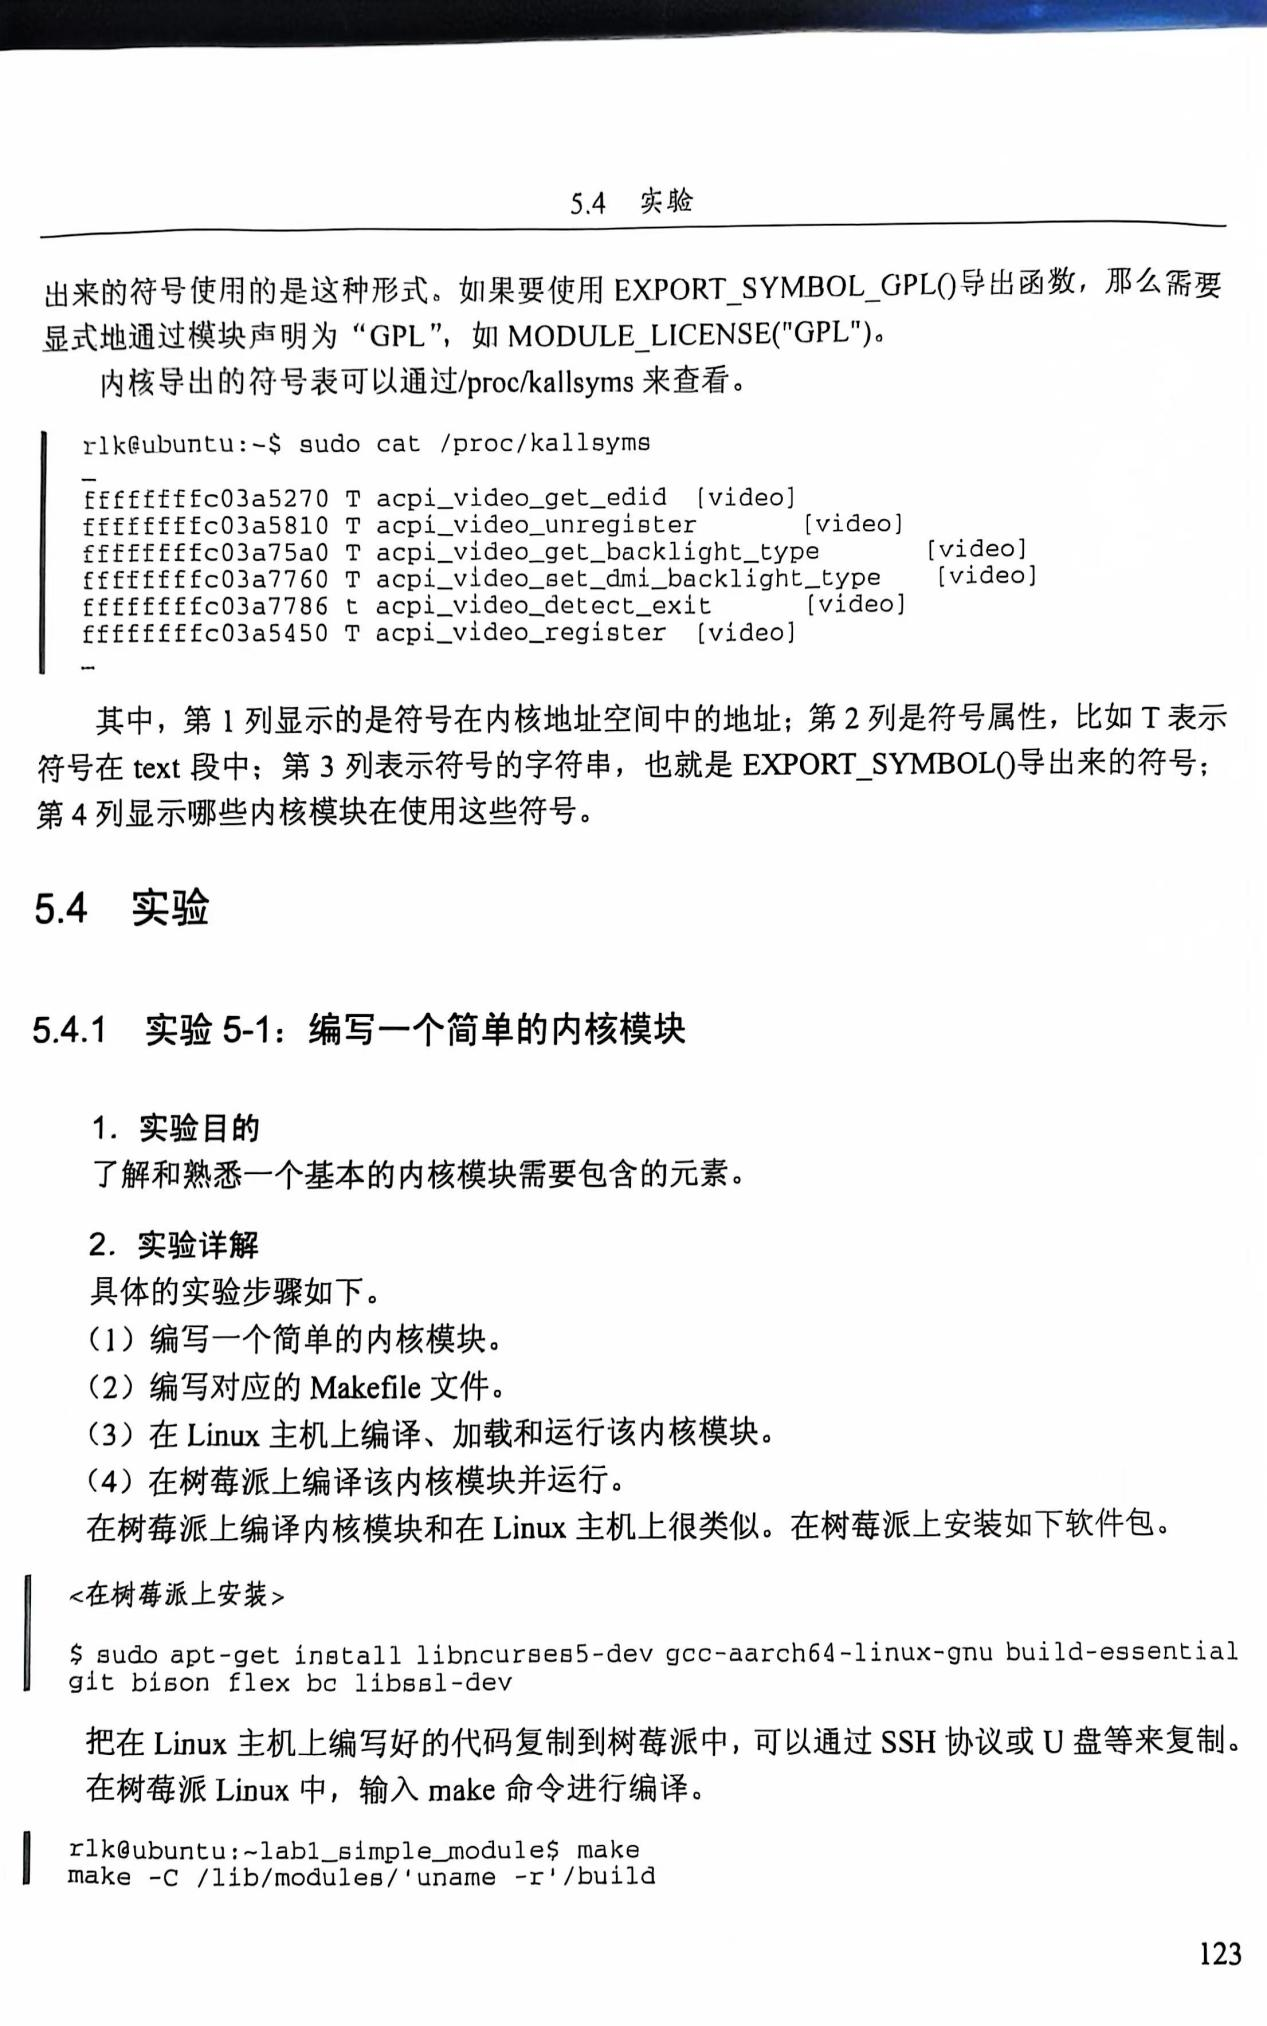 5.4 实验
出来的符号使用的是这种形式。如果要使用 EXPORT_SYMBOL_GPL()导出函数，那么需要
显式地通过模块声明为“GPL”，如 MODULE_LICENSE("GPL")。
内核导出的符号表可以通过/proc/kallsyms 来查看。
rlk@ubuntu:~$ sudo cat /proc/kallsyms
…
ffffffffc03a5270 T acpi_video_get_edid [video]
ffffffffc03a5810 T acpi_video_unregister [video]
ffffffffc03a75a0 T acpi_video_get_backlight_type [video]
ffffffffc03a7760 T acpi_video_set_dmi_backlight_type [video]
ffffffffc03a7786 t acpi_video_detect_exit [video]
ffffffffc03a5450 T acpi_video_register [video]
…
其中，第 1 列显示的是符号在内核地址空间中的地址；第 2 列是符号属性，比如 T 表示
符号在 text 段中；第 3 列表示符号的字符串，也就是 EXPORT_SYMBOL()导出来的符号；
第 4 列显示哪些内核模块在使用这些符号。
5.4 实验
5.4.1 实验 5-1：编写一个简单的内核模块
1．实验目的
了解和熟悉一个基本的内核模块需要包含的元素。
2．实验详解
具体的实验步骤如下。
（1）编写一个简单的内核模块。
（2）编写对应的 Makefile 文件。
（3）在 Linux 主机上编译、加载和运行该内核模块。
（4）在树莓派上编译该内核模块并运行。
在树莓派上编译内核模块和在 Linux 主机上很类似。在树莓派上安装如下软件包。
<在树莓派上安装>
$ sudo apt-get install libncurses5-dev gcc-aarch64-linux-gnu build-essential
git bison flex bc libssl-dev
把在 Linux 主机上编写好的代码复制到树莓派中，可以通过 SSH 协议或 U 盘等来复制。
在树莓派 Linux 中，输入 make 命令进行编译。
rlk@ubuntu:~lab1_simple_module$ make
make -C /lib/modules/'uname -r'/build
123